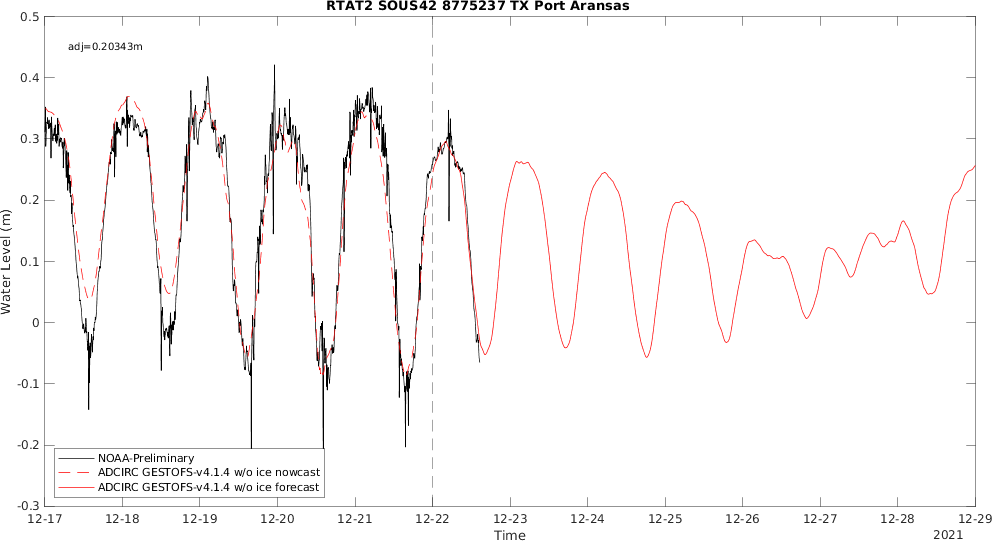 RTAT2 SOUS42 8775237 TX Port Aransas
adj=0.20343m
0.5
0.4
0.3
0.2
0.1
0
-0.1
-0.2
-0.3
Water Level (m)
NOAA-Preliminary
ADCIRC GESTOFS-v4.1.4 w/o ice nowcast
ADCIRC GESTOFS-v4.1.4 w/o ice forecast
12-17 12-18 12-19 12-20 12-21 12-22 12-23 12-24 12-25 12-26 12-27 12-28 12-29
Time
2021